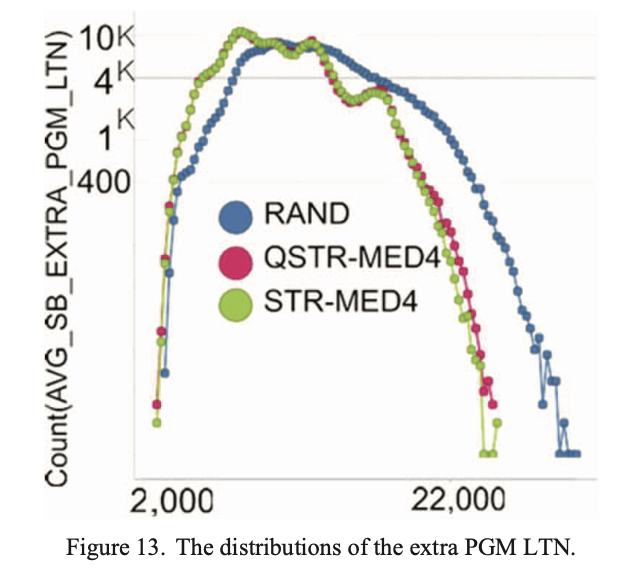 Count(AVG_SB_EXTRA_PGM_LTN)
10K
4K
1K
400
RAND
QSTR-MED4
STR-MED4
2,000
22,000
Figure 13. The distributions of the extra PGM LTN.